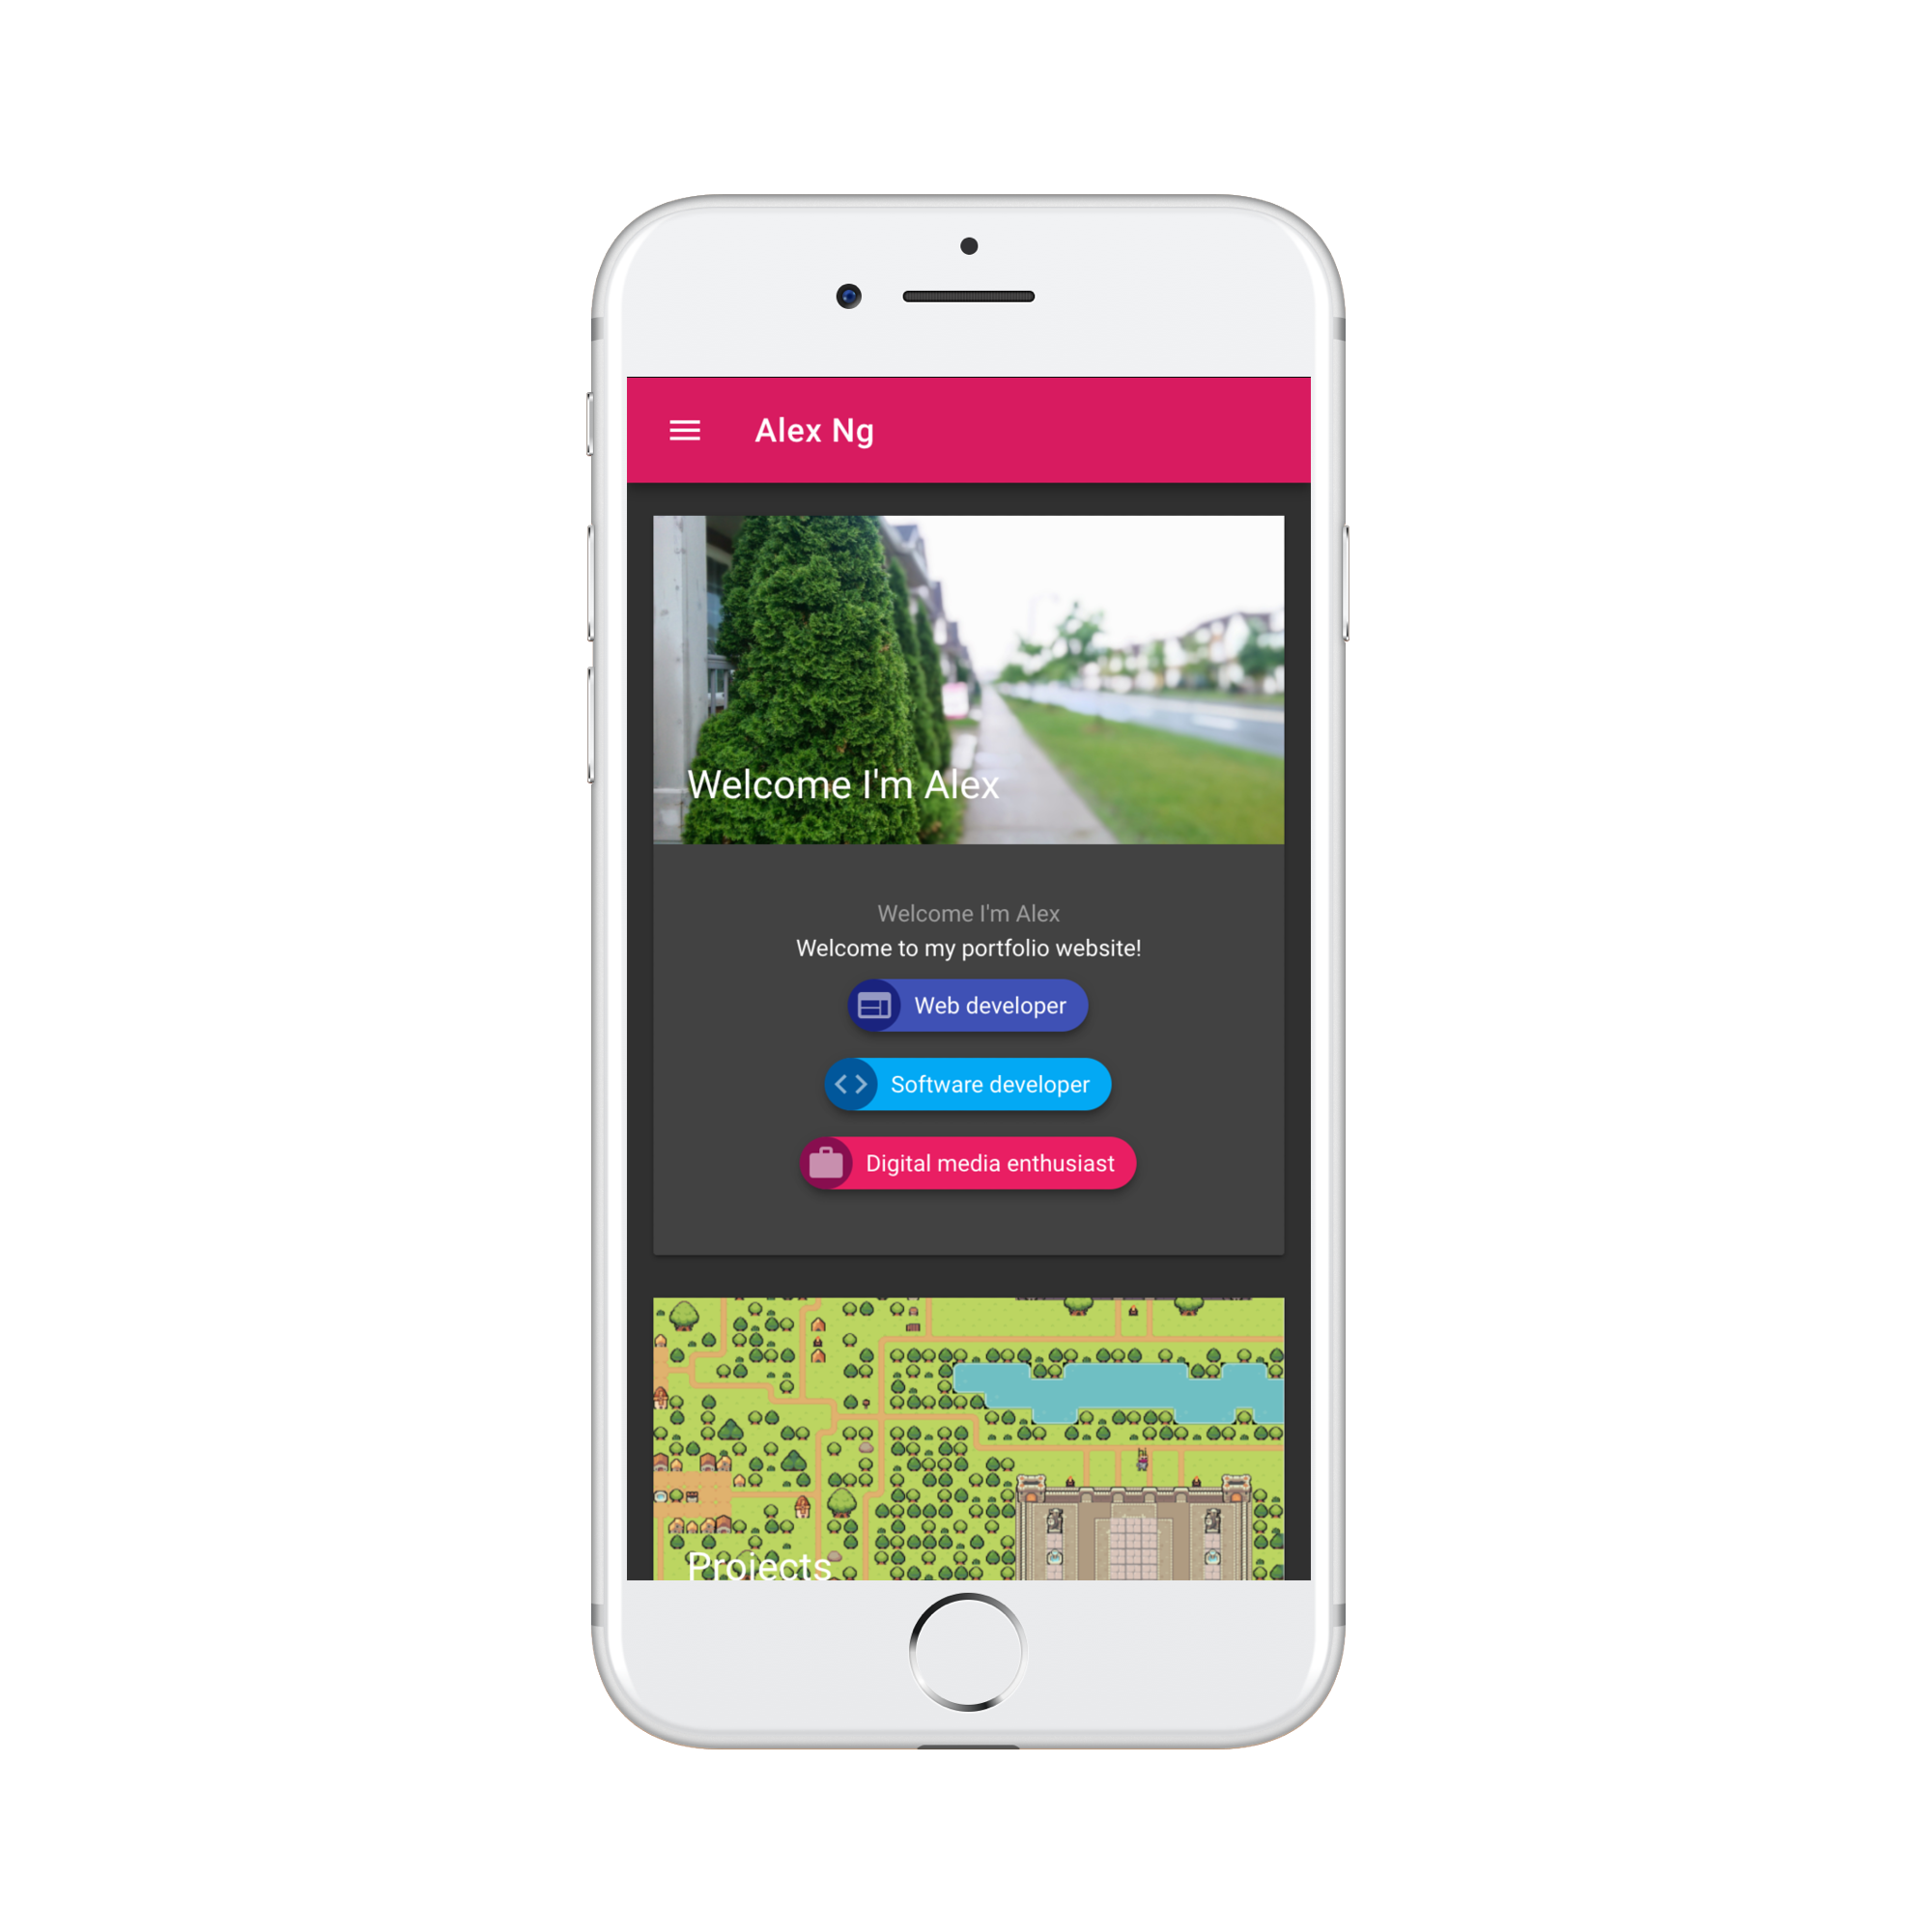 Alex Ng
Welcome I'm Alex
Welcome I'm Alex
Welcome to my portfolio website!
Web developer
Software developer
Digital media enthusiast
Projects